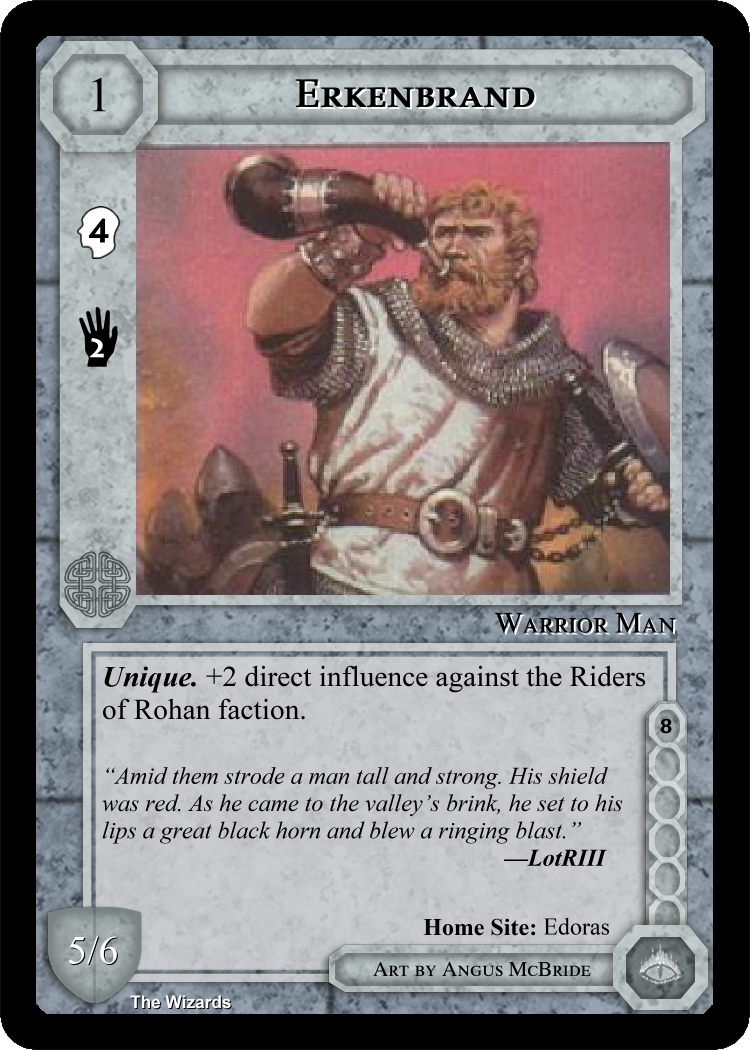 1
Erkenbrand
4
2
Warrior Man
Unique. +2 direct influence against the Riders
of Rohan faction.
8
“Amid them strode a man tall and strong. His shield
was red. As he came to the valley’s brink, he set to his
lips a great black horn and blew a ringing blast.”
—LotRIII
Home Site: Edoras
5/6
Art by Angus McBride
The Wizards